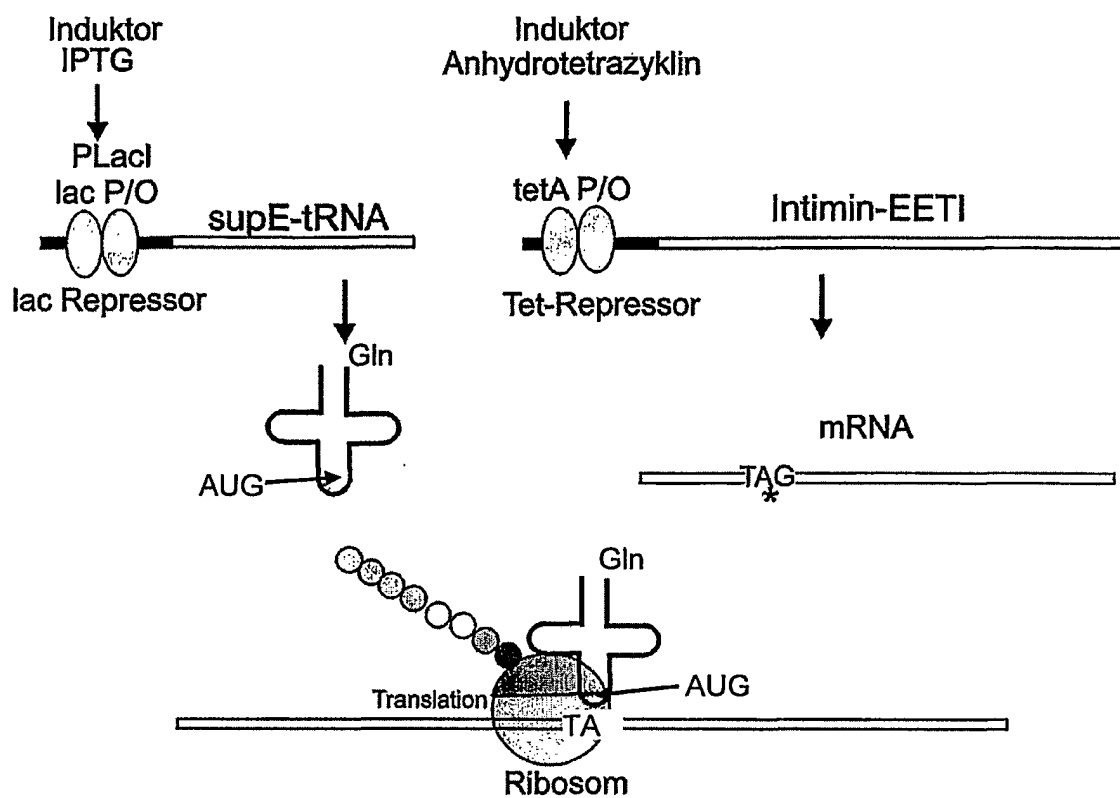 Induktor
IPTG
PLacI
lac P/O
supE-tRNA
lac Repressor
Induktor
Anhydrotetrazyklin
tetA P/O
Intimin-EETI
Tet-Repressor
Gln
AUG
mRNA
TAG
*
Gln
AUG
Translation
TA
Ribosom